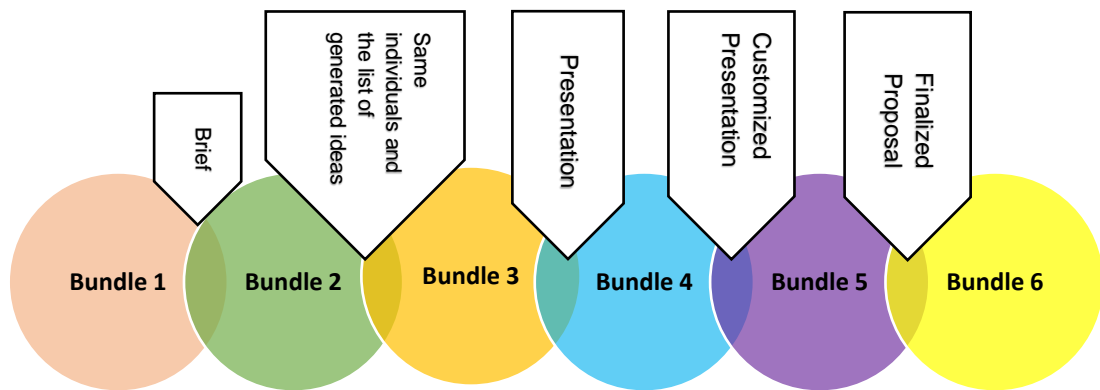 Brief
Same
individuals and
the list of
generated ideas
Presentation
Customized
Presentation
Finalized
Proposal
Bundle 1
Bundle 2
Bundle 3
Bundle 4
Bundle 5
Bundle 6